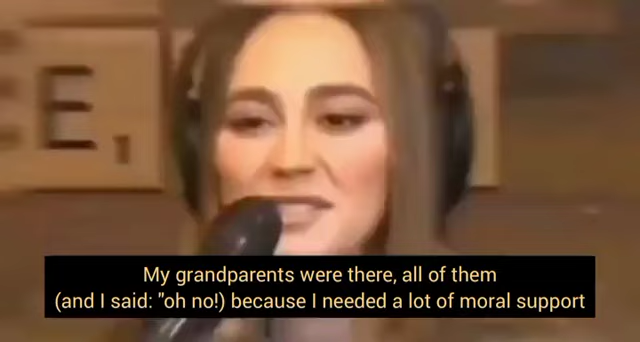 E1
My grandparents were there, all of them
(and I said: "oh no!) because I needed a lot of moral support